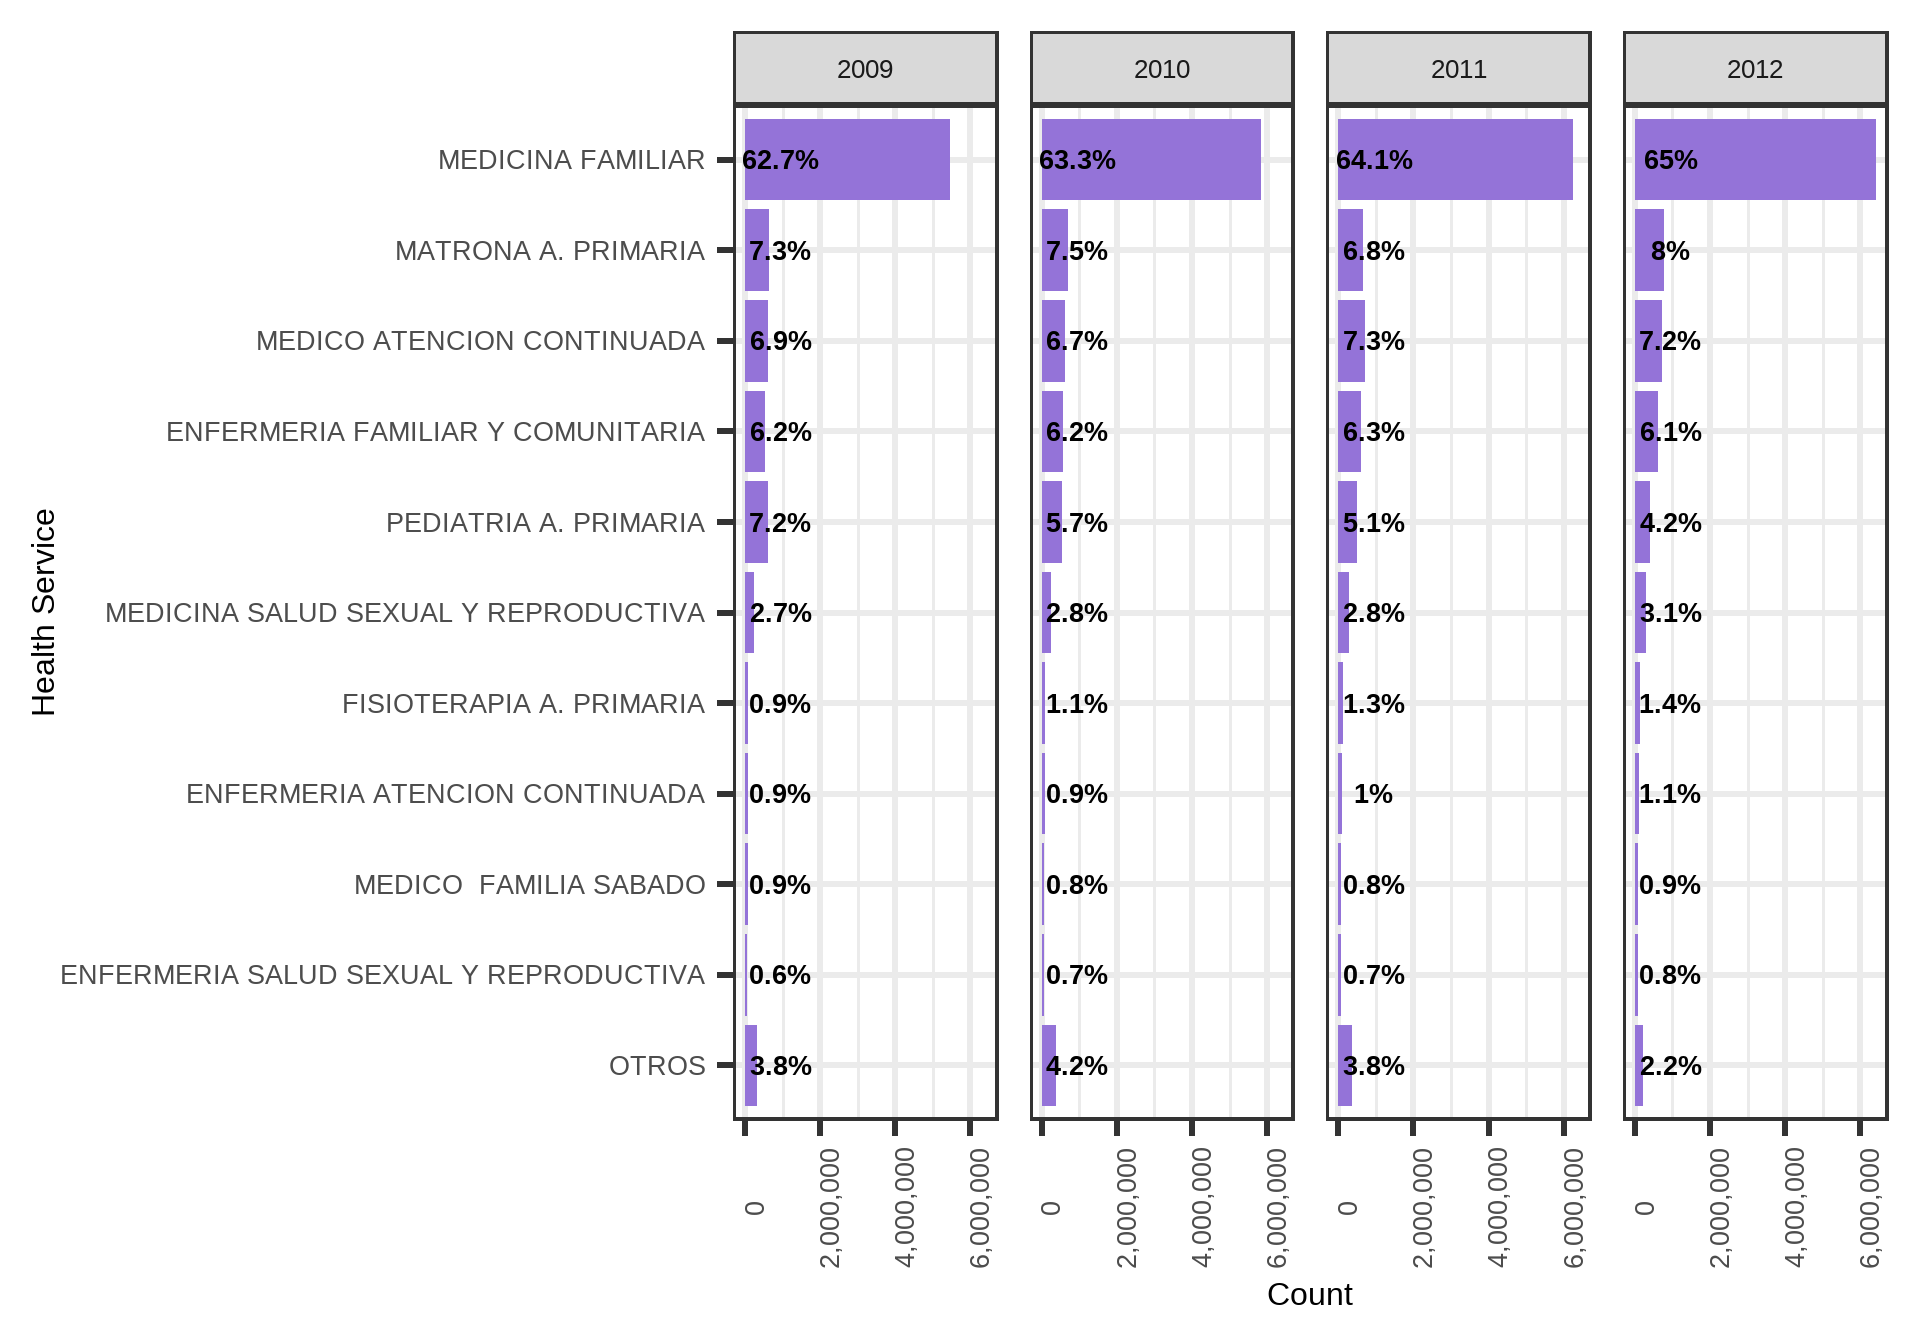 2009 2010 2011 2012
MEDICINA FAMILIAR 62.7% 63.3% 64.1% 65%
MATRONA A. PRIMARIA 7.3% 7.5% 6.8% 8%
MEDICO ATENCION CONTINUADA 6.9% 6.7% 7.3% 7.2%
ENFERMERIA FAMILIAR Y COMUNITARIA 6.2% 6.2% 6.3% 6.1%
PEDIATRIA A. PRIMARIA 7.2% 5.7% 5.1% 4.2%
MEDICINA SALUD SEXUAL Y REPRODUCTIVA 2.7% 2.8% 2.8% 3.1%
FISIOTERAPIA A. PRIMARIA 0.9% 1.1% 1.3% 1.4%
ENFERMERIA ATENCION CONTINUADA 0.9% 0.9% 1% 1.1%
MEDICO  FAMILIA SABADO 0.9% 0.8% 0.8% 0.9%
ENFERMERIA SALUD SEXUAL Y REPRODUCTIVA 0.6% 0.7% 0.7% 0.8%
OTROS 3.8% 4.2% 3.8% 2.2%
Health Service
0 2,000,000 4,000,000 6,000,000 0 2,000,000 4,000,000 6,000,000 0 2,000,000 4,000,000 6,000,000 0 2,000,000 4,000,000 6,000,000
Count